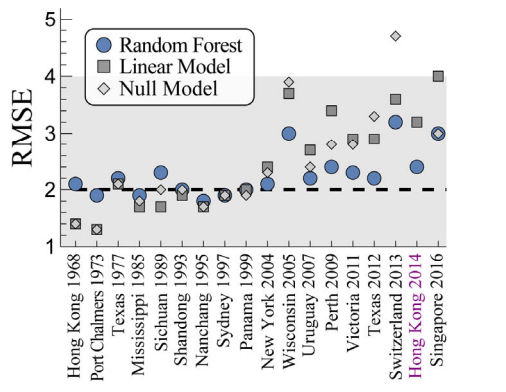 5
4
3
2
1
RMSE
Random Forest
Linear Model
Null Model
Hong Kong 1968
Port Chalmers 1973
Texas 1977
Mississippi 1985
Sichuan 1989
Shandong 1993
Nanchang 1995
Sydney 1997
Panama 1999
New York 2004
Wisconsin 2005
Uruguay 2007
Perth 2009
Victoria 2011
Texas 2012
Switzerland 2013
Hong Kong 2014
Singapore 2016